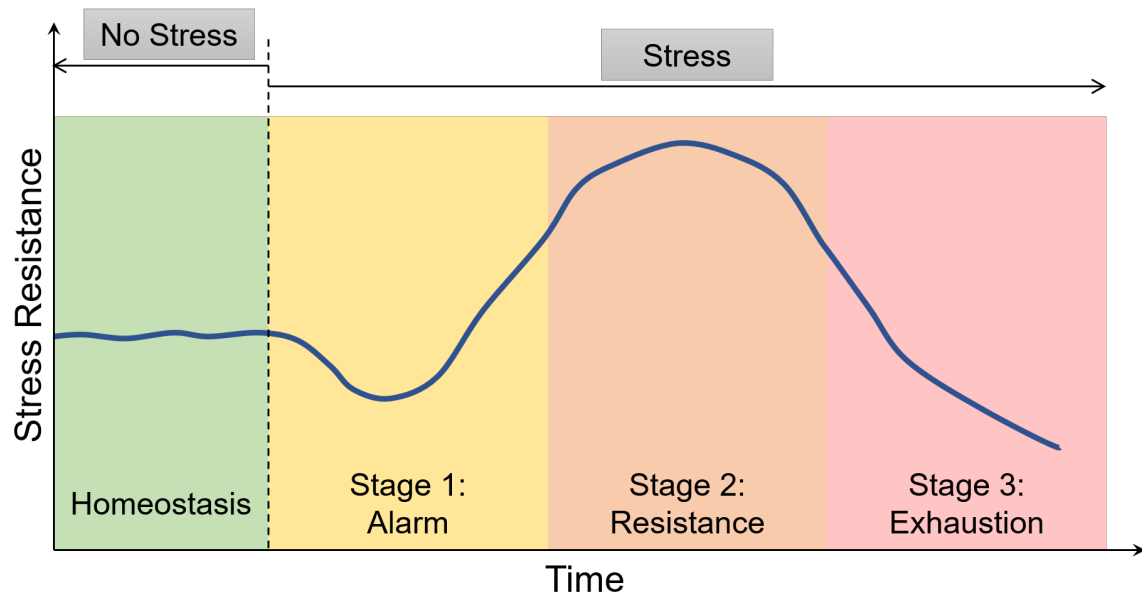 No Stress
Stress
Stress Resistance
Homeostasis
Stage 1:
Alarm
Stage 2:
Resistance
Stage 3:
Exhaustion
Time